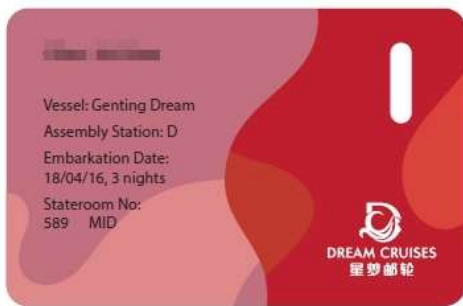 Vessel: Genting Dream
Assembly Station: D
Embarkation Date:
18/04/16, 3 nights
Stateroom No:
589 MID
DREAM CRUISES
星梦邮轮